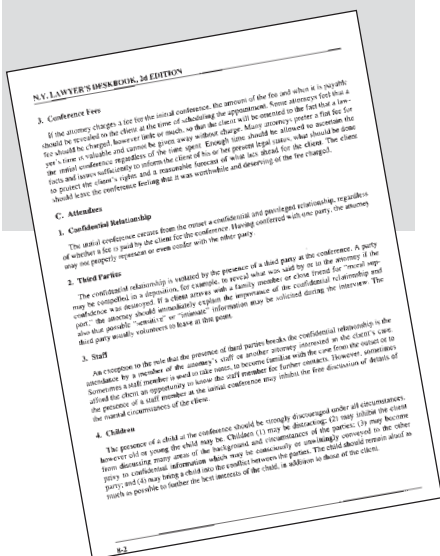 N.Y. LAWYER'S DESKBOOK, 2d EDITION
3. Conference Fees
If the attorney charges a fee for the initial conference, the amount of the fee and when it is payable
should be revealed to the client at the time of scheduling the appointment. Some attorneys feel that a
fee should be charged, however little or much, so that the client will be oriented to the fact that a law-
yer's time is valuable and cannot be given away without charge. Many attorneys prefer a flat fee for
the initial conference regardless of the time spent. Enough time should be allowed to ascertain the
facts and issues sufficiently to inform the client of his or her present legal status, what should be done
to protect the client's rights and a reasonable forecast of what lies ahead for the client. The client
should leave the conference feeling that it was worthwhile and deserving of the fee charged.
C. Attendees
1. Confidential Relationship
The initial conference creates from the outset a confidential and privileged relationship, regardless
of whether a fee is paid by the client for the conference. Having conferred with one party, the attorney
may not properly represent or even confer with the other party.
2. Third Parties
The confidential relationship is violated by the presence of a third party at the conference. A party
may be compelled, in a deposition, for example, to reveal what was said by or to the attorney if the
confidence was destroyed. If a client arrives with a family member or close friend for "moral sup-
port," the attorney should immediately explain the importance of the confidential relationship and
also that possible "sensitive" or "intimate" information may be solicited during the interview. The
third party usually volunteers to leave at this point.
3. Staff
An exception to the rule that the presence of third parties breaks the confidential relationship is the
attendance by a member of the attorney's staff or another attorney interested in the client's case.
Sometimes a staff member is used to take notes, to become familiar with the case from the outset or to
afford the client an opportunity to know the staff member for further contacts. However, sometimes
the presence of a staff member at the initial conference may inhibit the free discussion of details of
the marital circumstances of the client.
4. Children
The presence of a child at the conference should be strongly discouraged under all circumstances,
however old or young the child may be. Children (1) may be distracting; (2) may inhibit the client
from discussing many areas of the background and circumstances of the parties; (3) may become
privy to confidential information which may be consciously or unwittingly conveyed to the other
party; and (4) may bring a child into the conflict between the parties. The child should remain aloof as
much as possible to further the best interests of the child, in addition to those of the client.
8-2